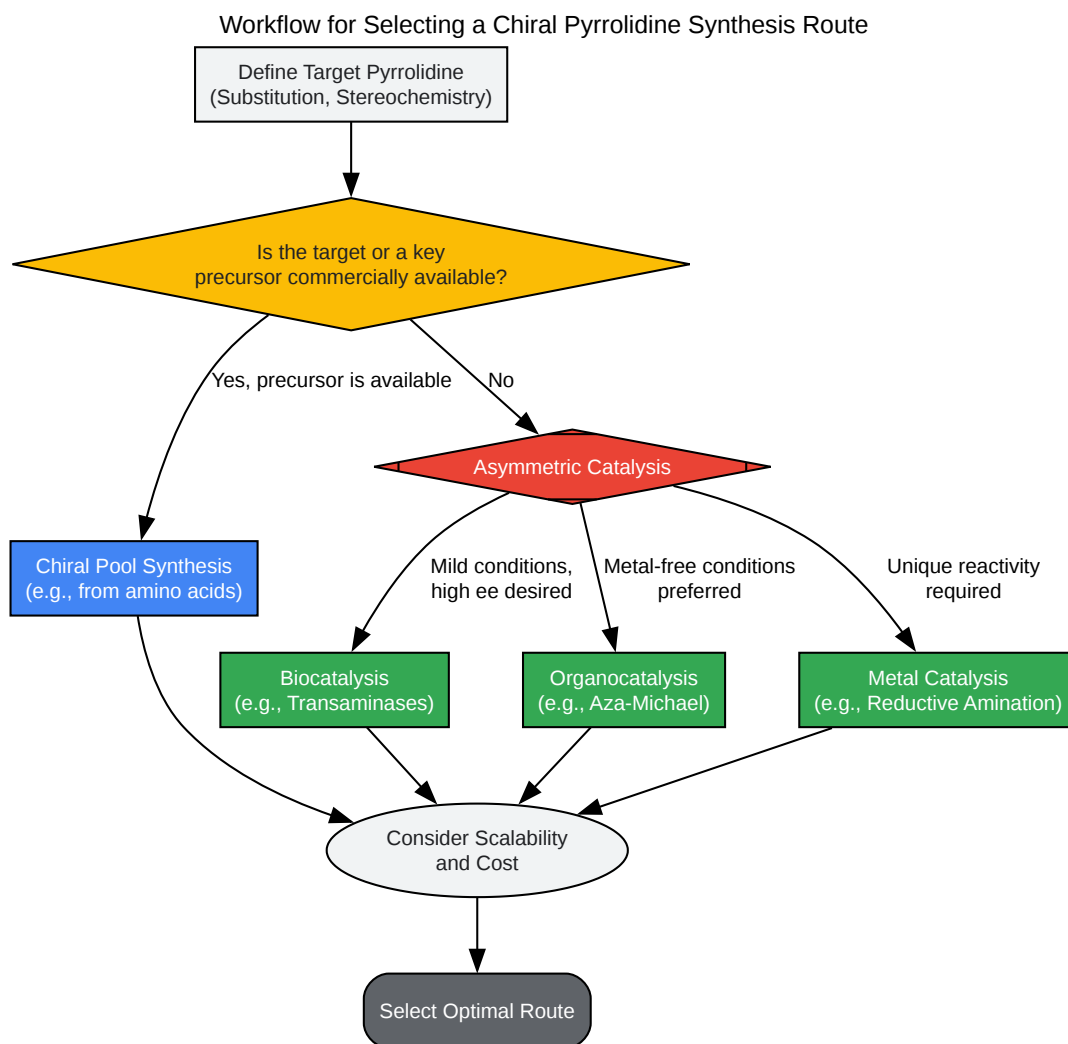 Workflow for Selecting a Chiral Pyrrolidine Synthesis Route
Define Target Pyrrolidine
(Substitution, Stereochemistry)
Is the target or a key
precursor commercially available?
Yes, precursor is available
No
Asymmetric Catalysis
Chiral Pool Synthesis
(e.g., from amino acids)
Mild conditions,
high ee desired
Metal-free conditions
preferred
Unique reactivity
required
Biocatalysis
(e.g., Transaminases)
Organocatalysis
(e.g., Aza-Michael)
Metal Catalysis
(e.g., Reductive Amination)
Consider Scalability
and Cost
Select Optimal Route